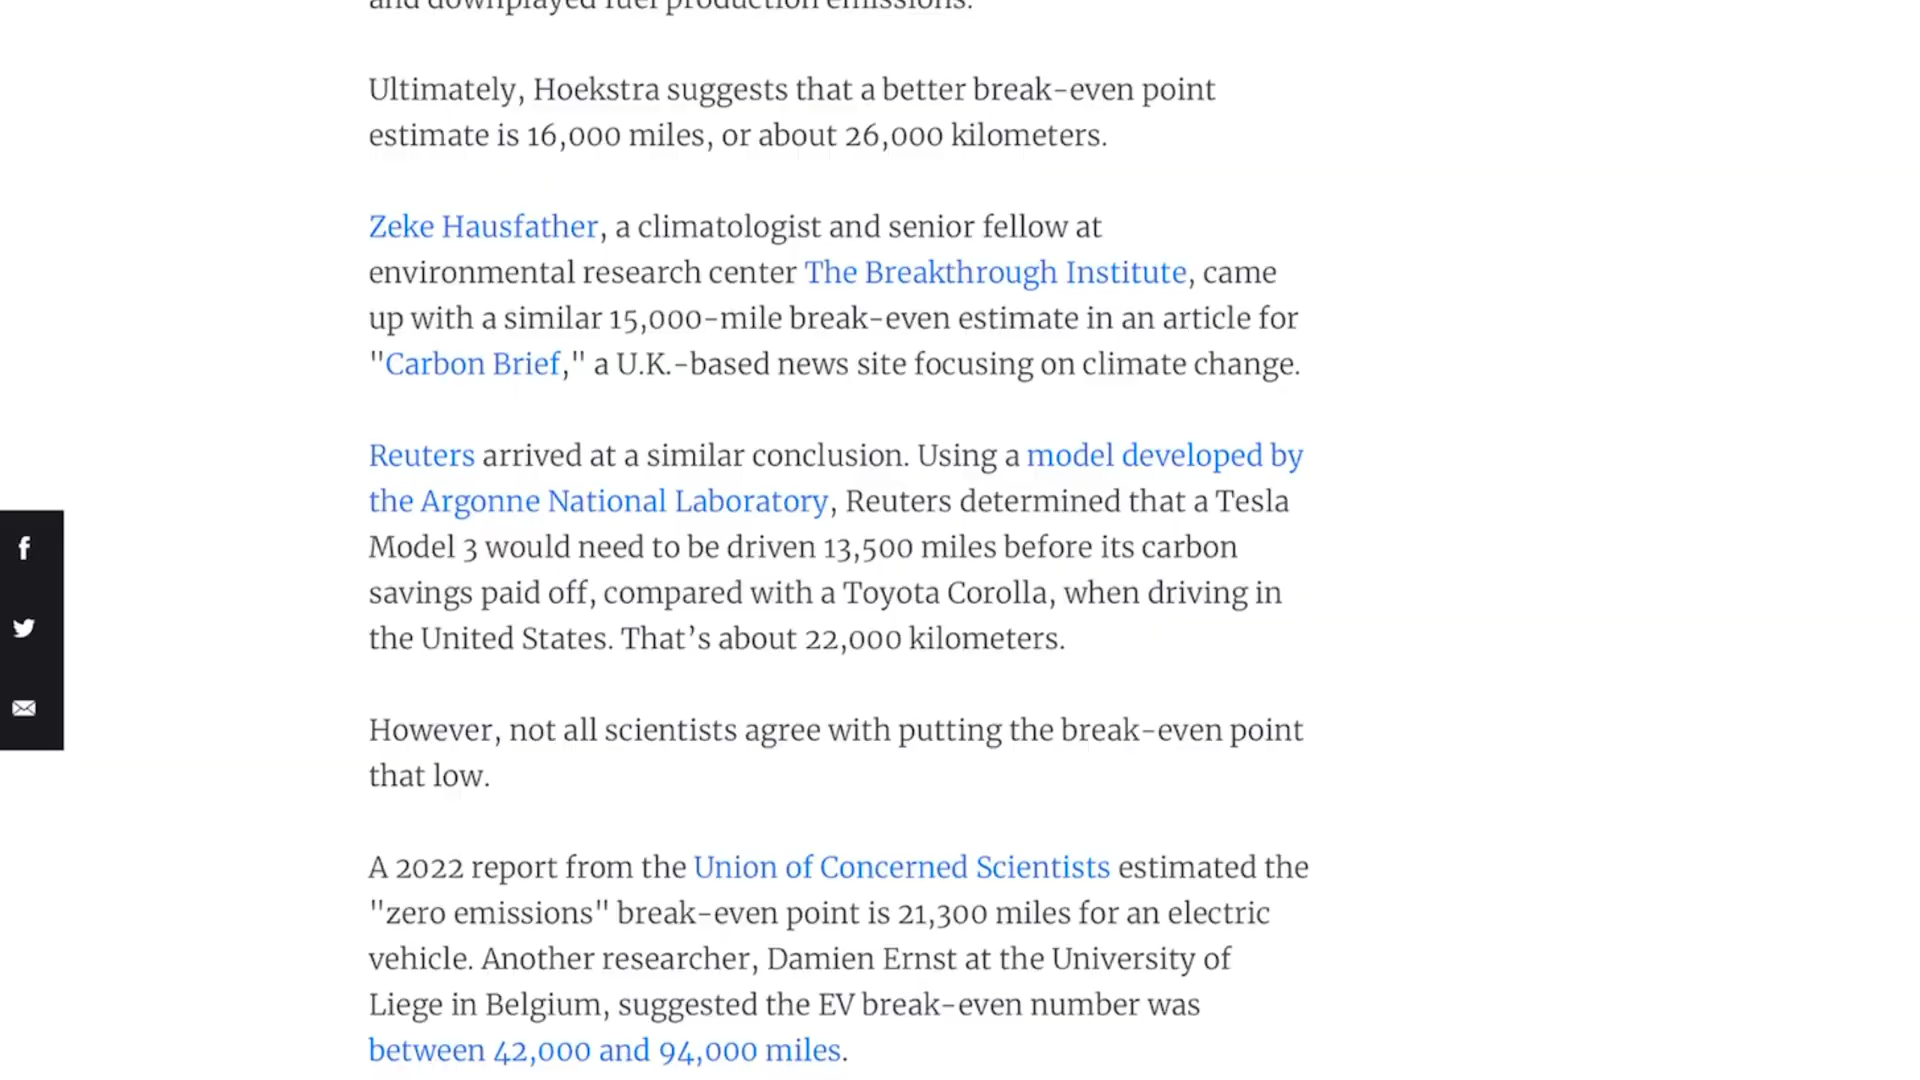 and downplayed fuel production emissions.
Ultimately, Hoekstra suggests that a better break-even point
estimate is 16,000 miles, or about 26,000 kilometers.
Zeke Hausfather, a climatologist and senior fellow at
environmental research center The Breakthrough Institute, came
up with a similar 15,000-mile break-even estimate in an article for
"Carbon Brief," a U.K.-based news site focusing on climate change.
Reuters arrived at a similar conclusion. Using a model developed by
the Argonne National Laboratory, Reuters determined that a Tesla
Model 3 would need to be driven 13,500 miles before its carbon
savings paid off, compared with a Toyota Corolla, when driving in
the United States. That’s about 22,000 kilometers.
However, not all scientists agree with putting the break-even point
that low.
A 2022 report from the Union of Concerned Scientists estimated the
"zero emissions" break-even point is 21,300 miles for an electric
vehicle. Another researcher, Damien Ernst at the University of
Liege in Belgium, suggested the EV break-even number was
between 42,000 and 94,000 miles.